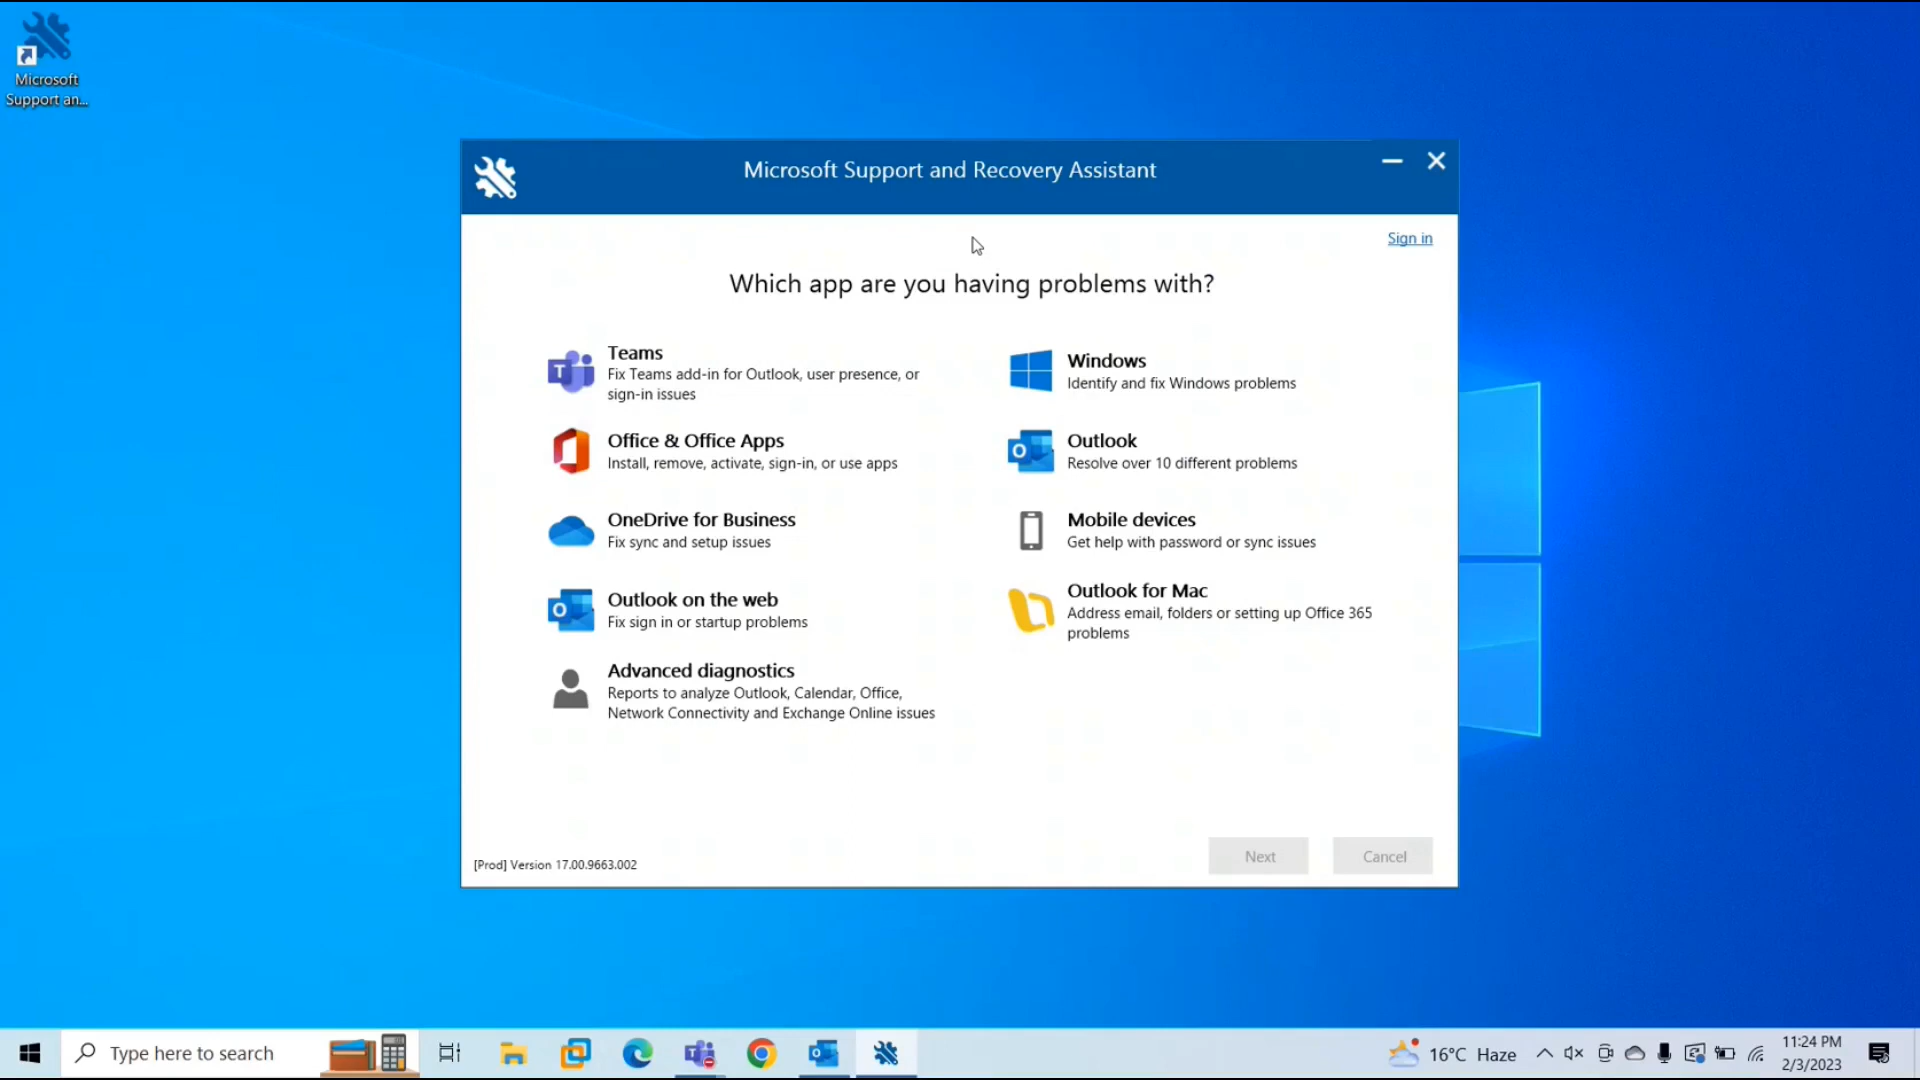 Microsoft
Support an...
Microsoft Support and Recovery Assistant
Sign in
Which app are you having problems with?
Teams
Fix Teams add-in for Outlook, user presence, or
sign-in issues
Windows
Identify and fix Windows problems
Office & Office Apps
Install, remove, activate, sign-in, or use apps
Outlook
Resolve over 10 different problems
OneDrive for Business
Fix sync and setup issues
Mobile devices
Get help with password or sync issues
Outlook on the web
Fix sign in or startup problems
Outlook for Mac
Address email, folders or setting up Office 365
problems
Advanced diagnostics
Reports to analyze Outlook, Calendar, Office,
Network Connectivity and Exchange Online issues
[Prod] Version 17.00.9663.002
Next
Cancel
Type here to search
16°C Haze
11:24 PM
2/3/2023